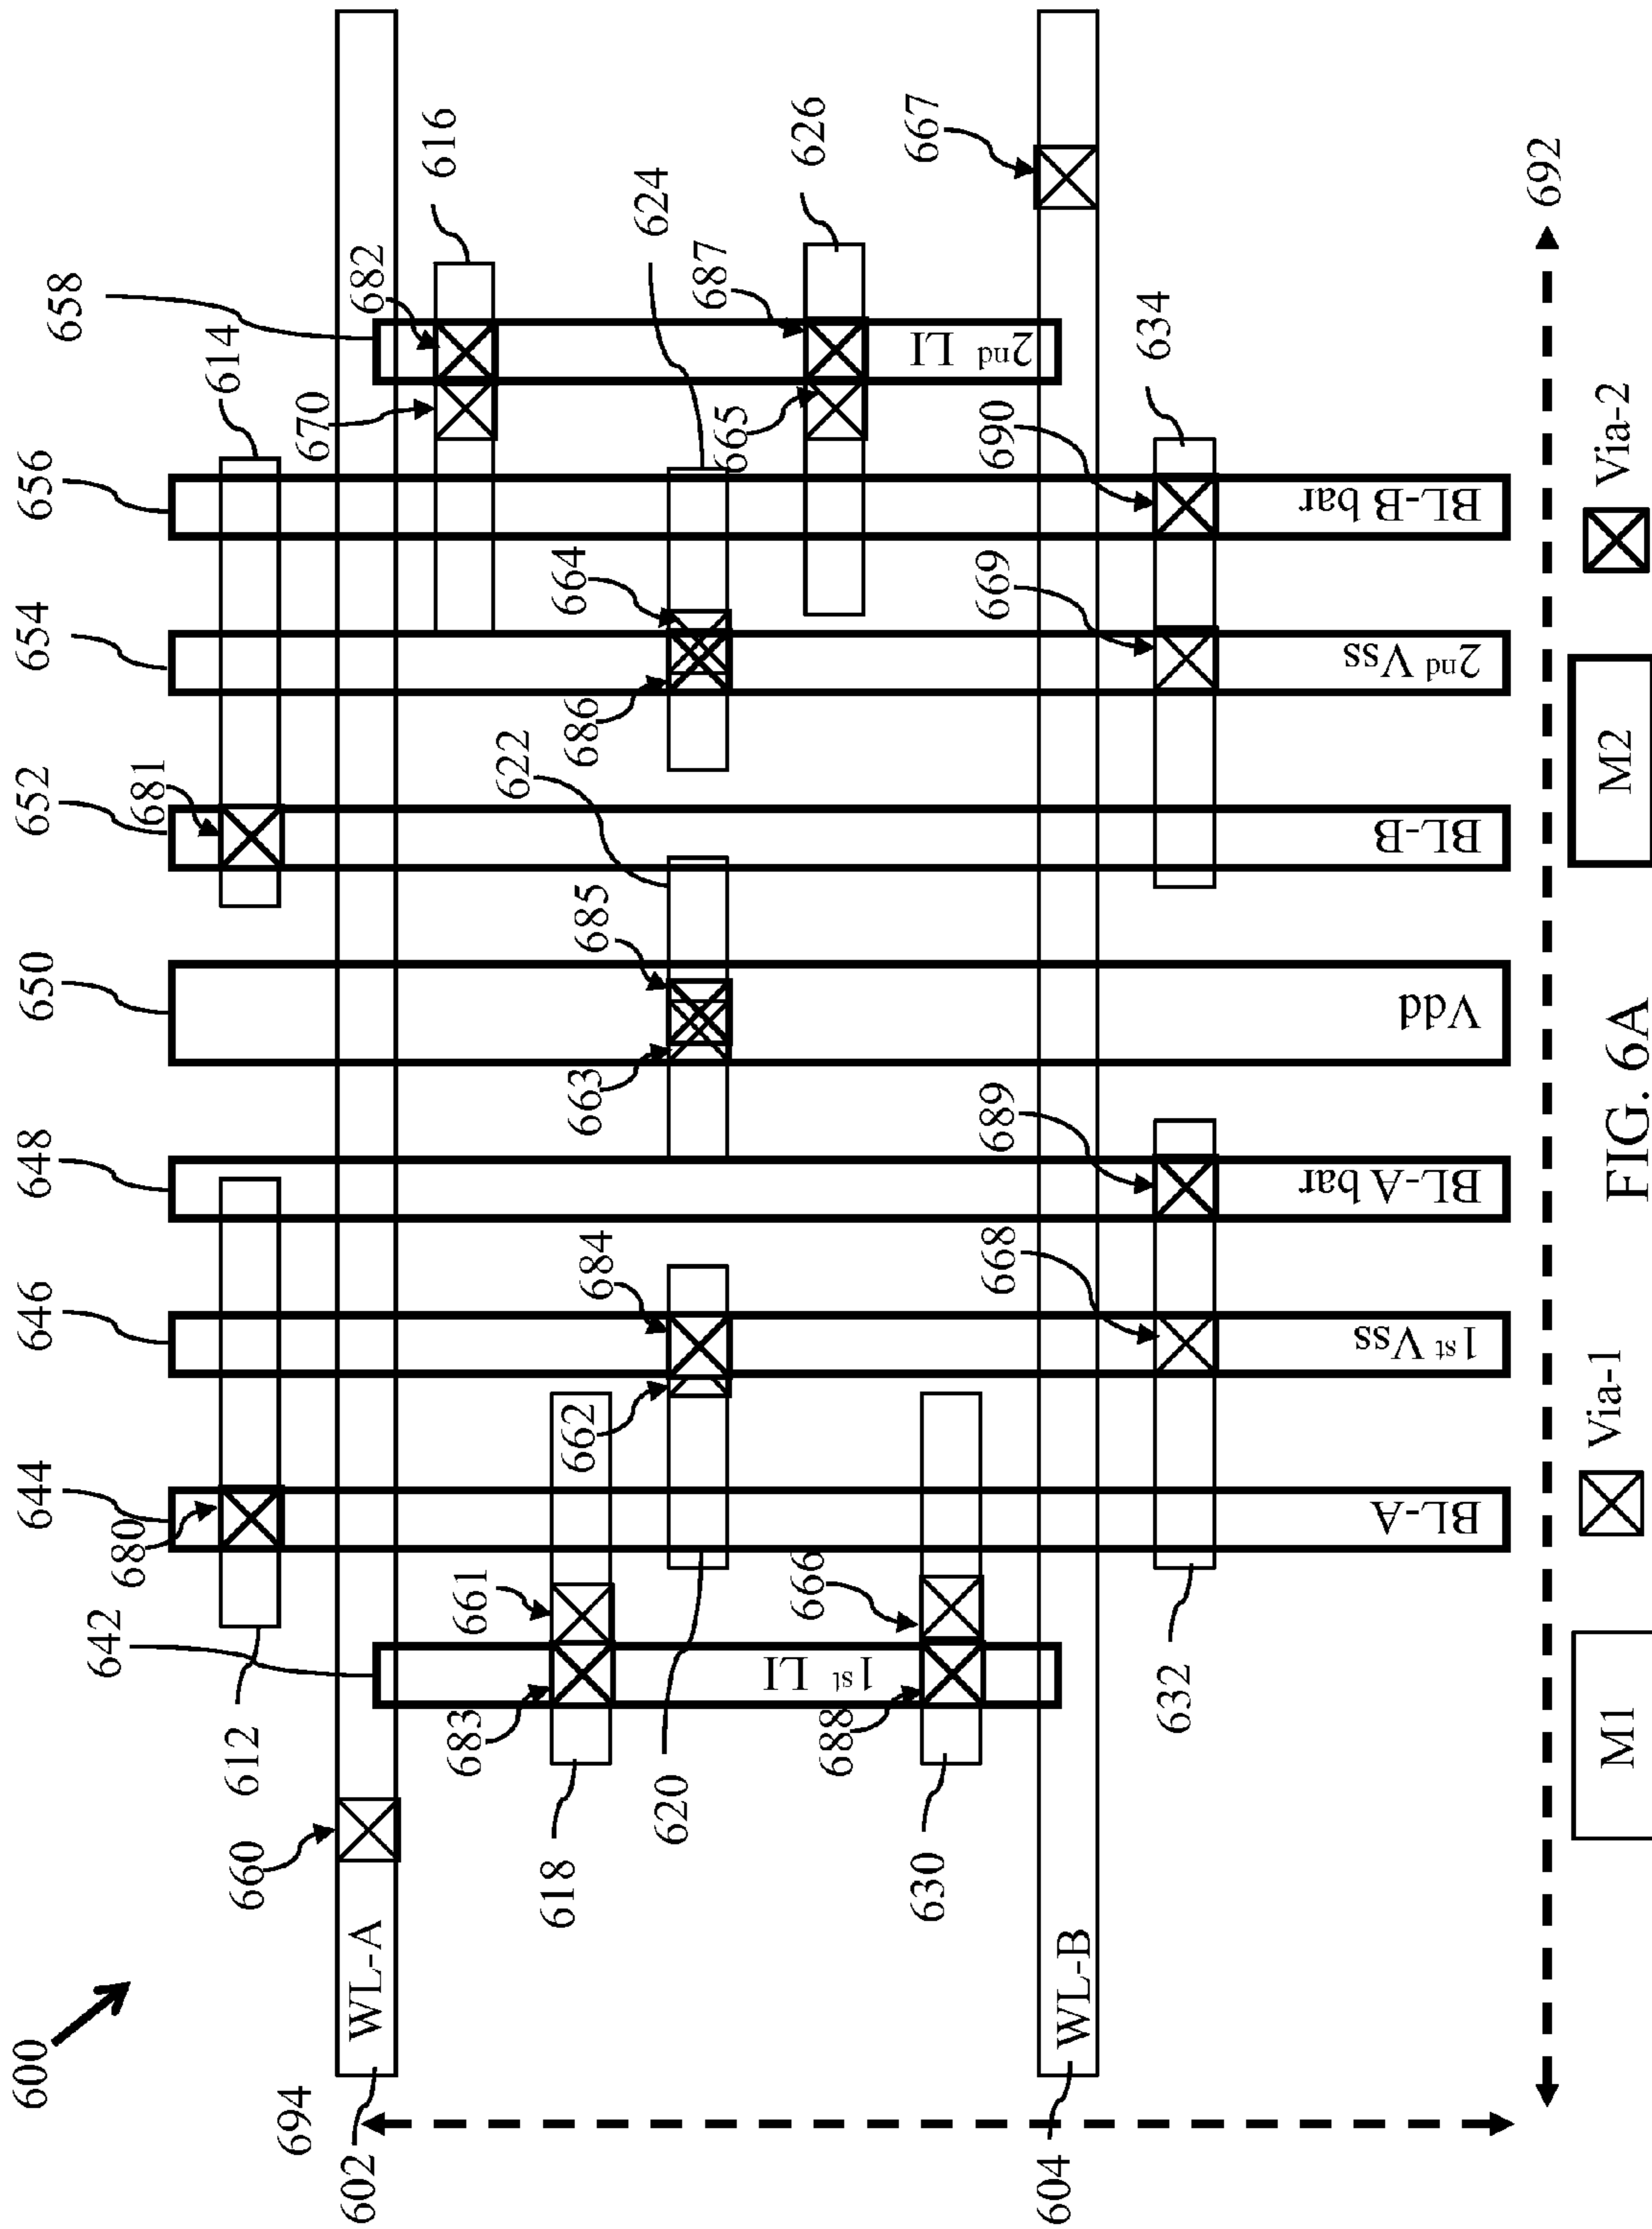 600
694
602
WL-A
604
WL-B
660
612
642
680
644
646
648
650
652
681
654
656
614
658
670
682
616
618
683
661
662
684
620
663
685
622
686
664
624
665
687
626
667
630
688
666
632
668
689
669
690
634
1st LI
2nd LI
BL-A
1st Vss
BL-A bar
Vdd
BL-B
2nd Vss
BL-B bar
692
M1
Via-1
M2
Via-2
FIG. 6A